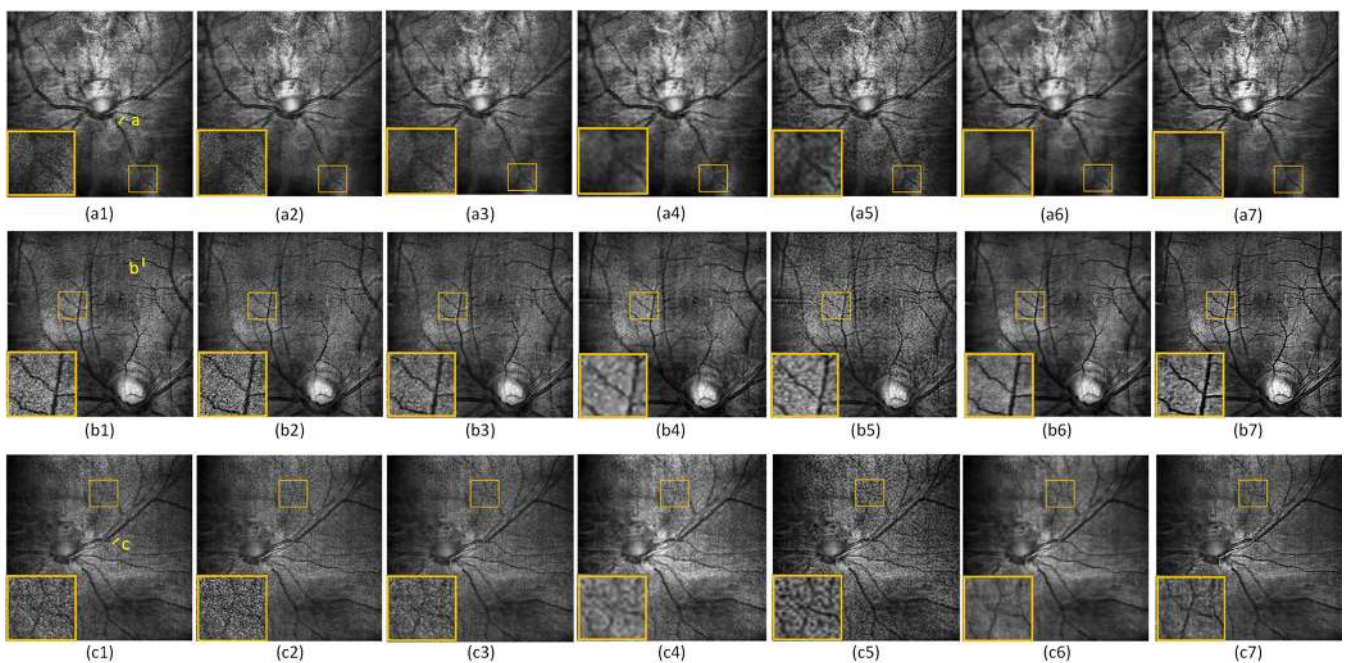 a
(a1) (a2) (a3) (a4) (a5) (a6) (a7)
b
(b1) (b2) (b3) (b4) (b5) (b6) (b7)
c
(c1) (c2) (c3) (c4) (c5) (c6) (c7)